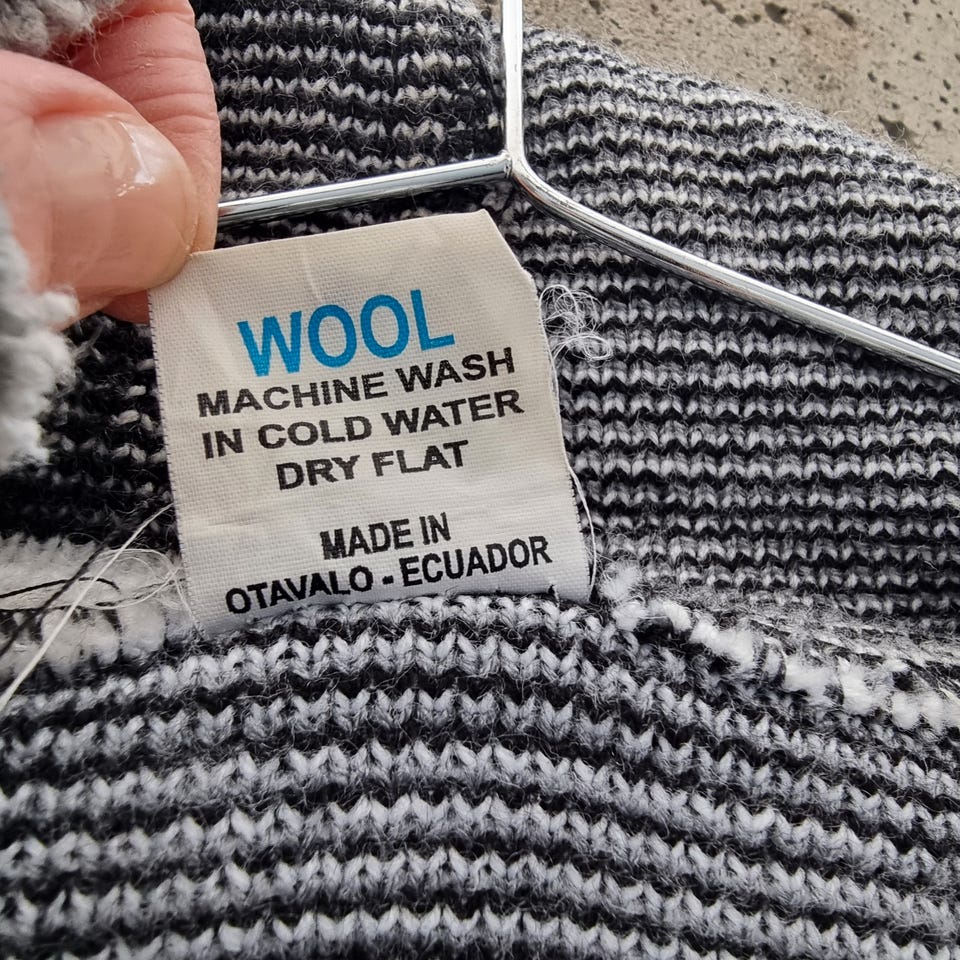 WOOL
MACHINE WASH
IN COLD WATER
DRY FLAT
MADE IN
OTAVALO - ECUADOR